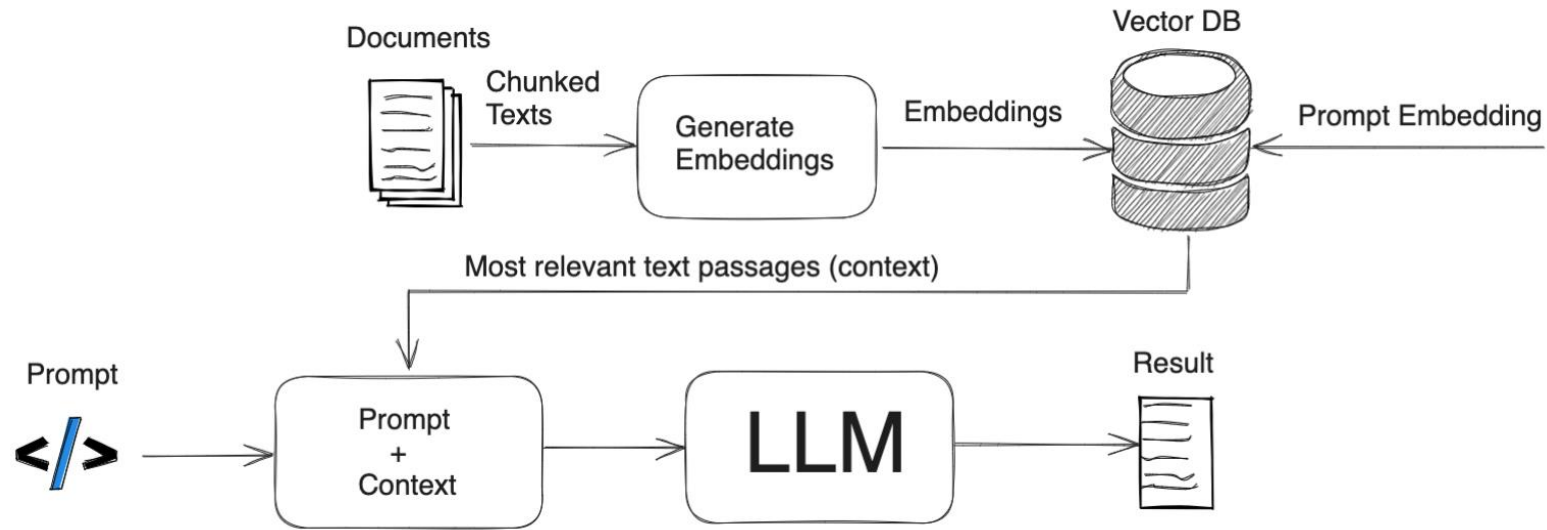 Documents
Chunked
Texts
Generate
Embeddings
Embeddings
Vector DB
Prompt Embedding
Most relevant text passages (context)
Prompt
</>
Prompt
+
Context
LLM
Result